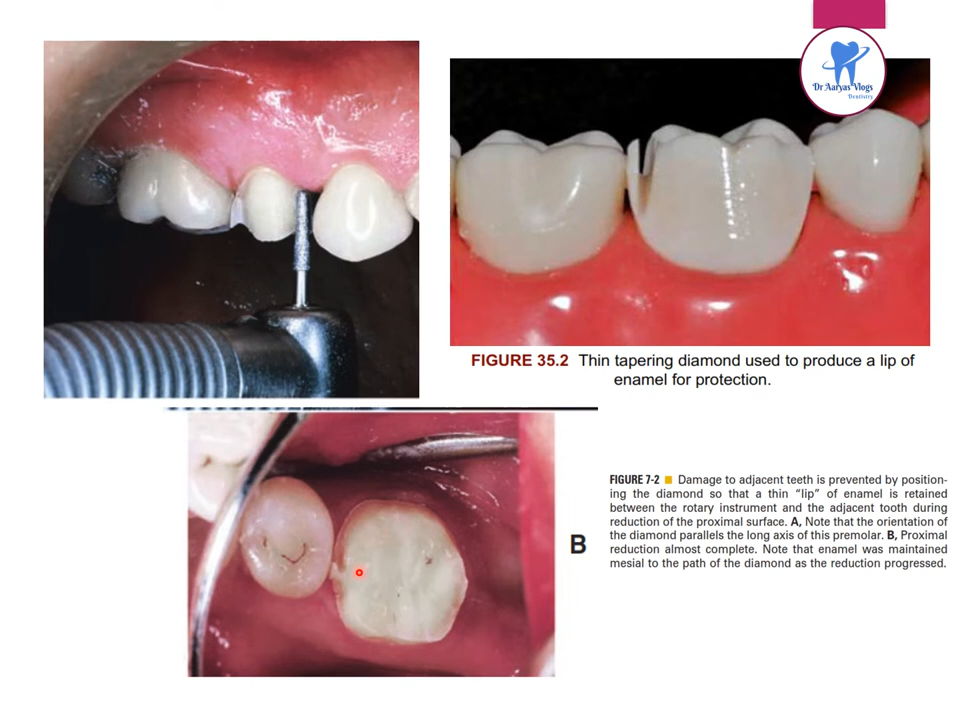 Dr Aaryas Vlogs
Dentistry
FIGURE 35.2 Thin tapering diamond used to produce a lip of
enamel for protection.
B
FIGURE 7-2 ■ Damage to adjacent teeth is prevented by position-
ing the diamond so that a thin “lip” of enamel is retained
between the rotary instrument and the adjacent tooth during
reduction of the proximal surface. A, Note that the orientation of
the diamond parallels the long axis of this premolar. B, Proximal
reduction almost complete. Note that enamel was maintained
mesial to the path of the diamond as the reduction progressed.